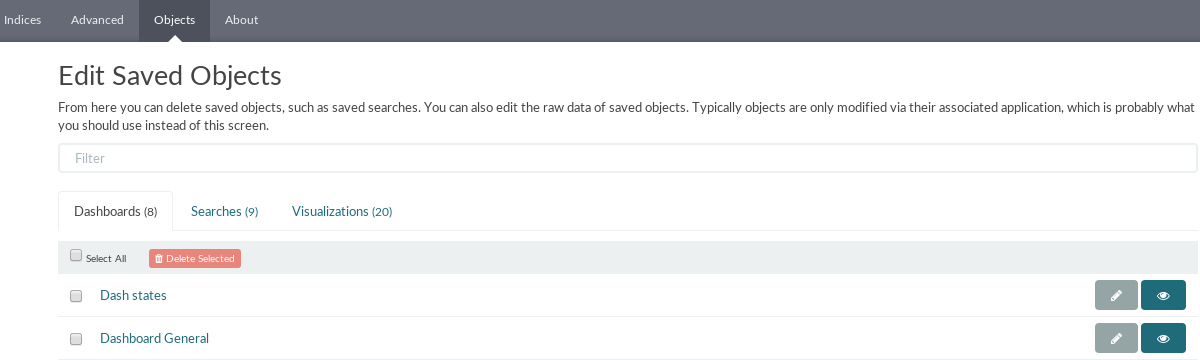 Indices Advanced Objects About
Edit Saved Objects
From here you can delete saved objects, such as saved searches. You can also edit the raw data of saved objects. Typically objects are only modified via their associated application, which is probably what
you should use instead of this screen.
Filter
Dashboards (8) Searches (9) Visualizations (20)
Select All Delete Selected
Dash states
Dashboard General